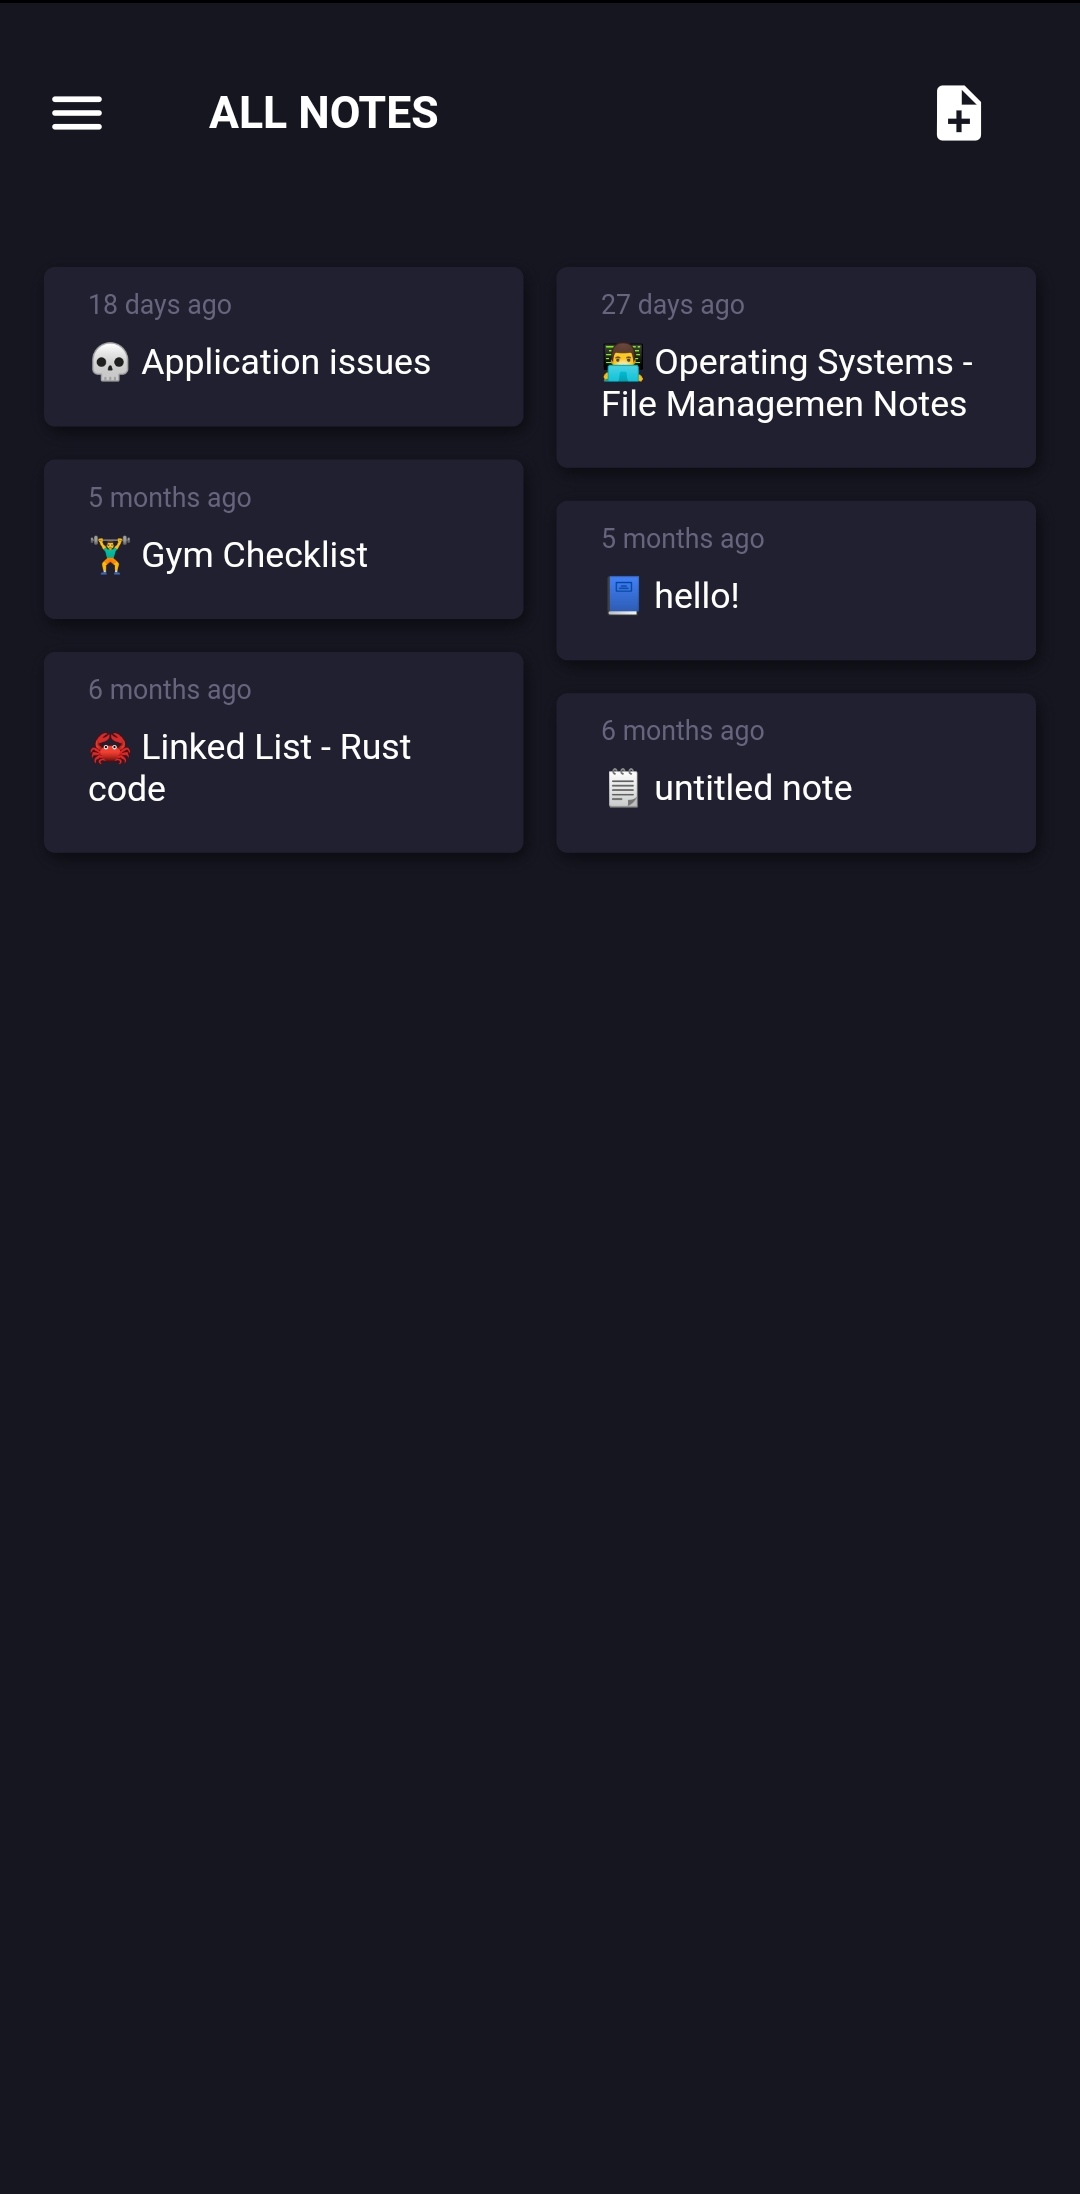 ALL NOTES
18 days ago
💀 Application issues
27 days ago
👨‍💻 Operating Systems -
File Managemen Notes
5 months ago
🏋️‍♂️ Gym Checklist
5 months ago
📘 hello!
6 months ago
🦀 Linked List - Rust
code
6 months ago
🗒️ untitled note